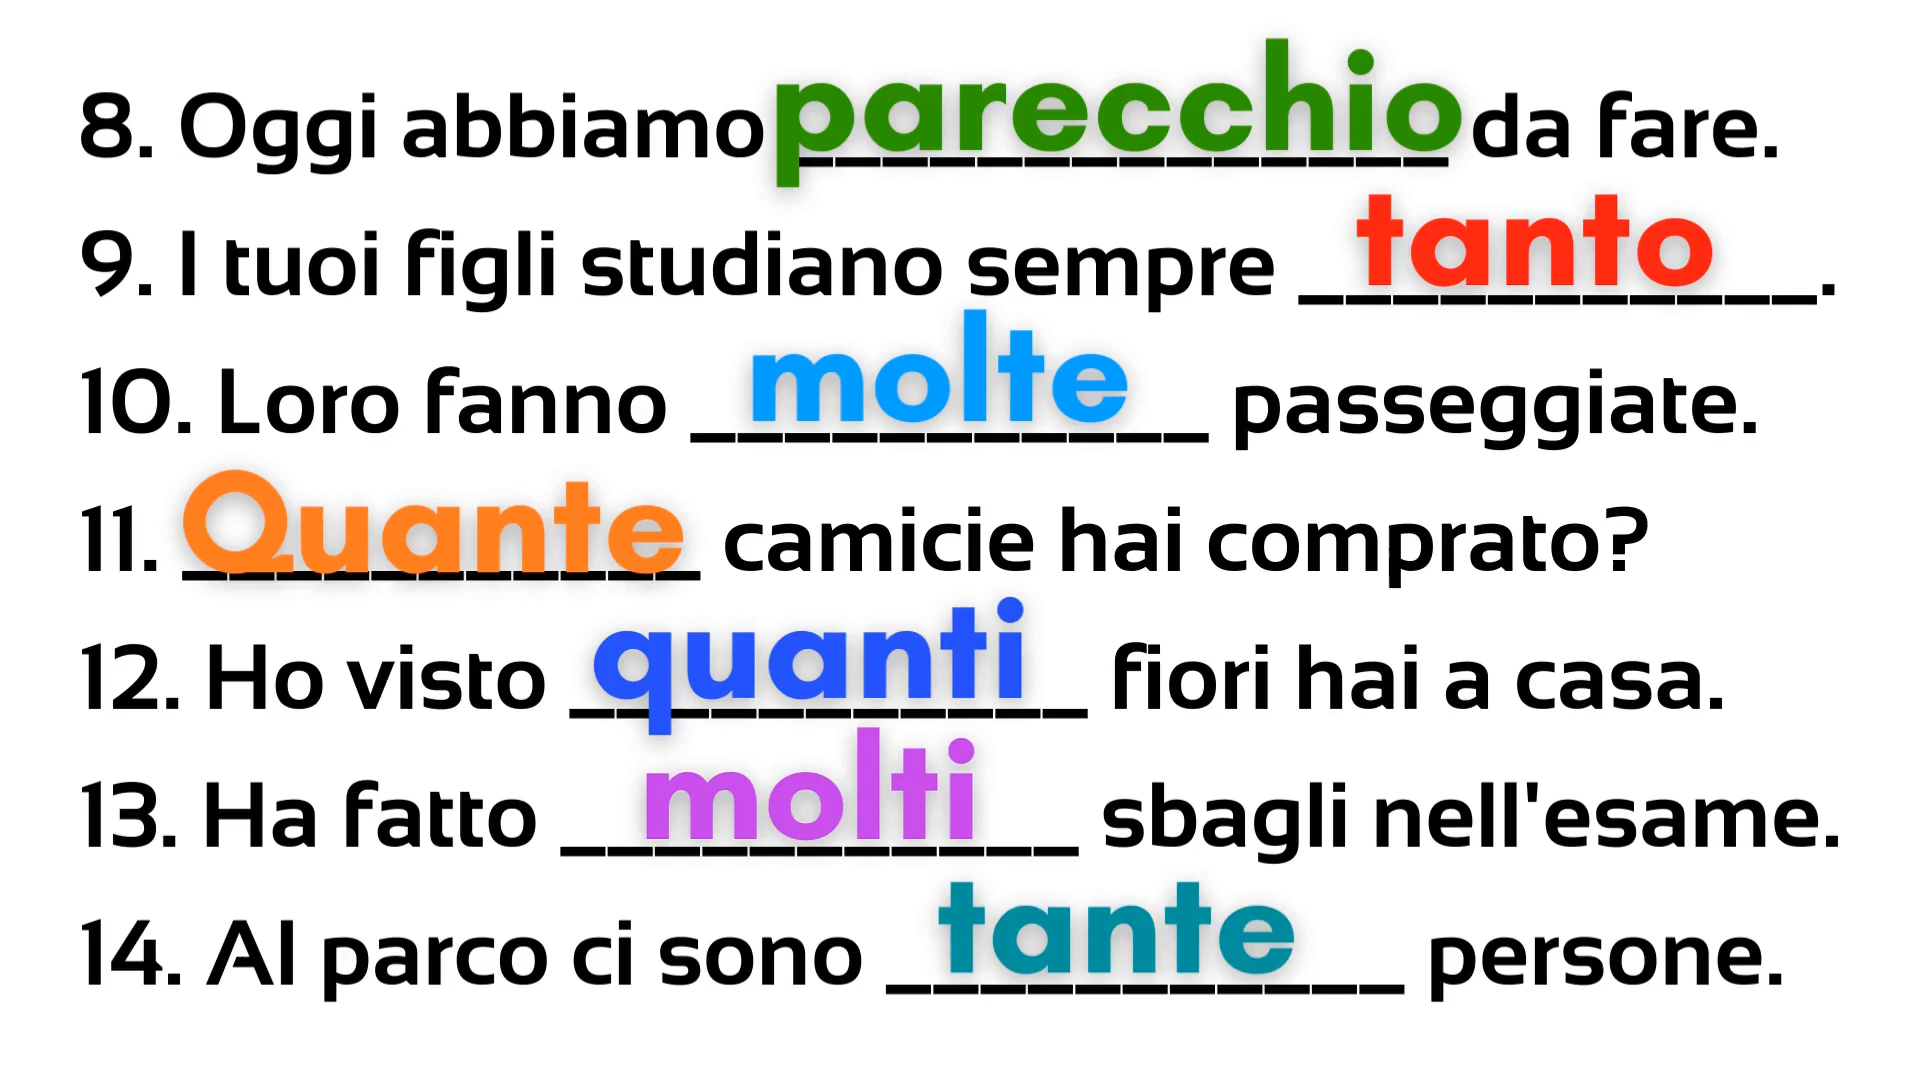 8. Oggi abbiamo parecchio da fare.
9. I tuoi figli studiano sempre tanto.
10. Loro fanno molte passeggiate.
11. Quante camicie hai comprato?
12. Ho visto quanti fiori hai a casa.
13. Ha fatto molti sbagli nell'esame.
14. Al parco ci sono tante persone.